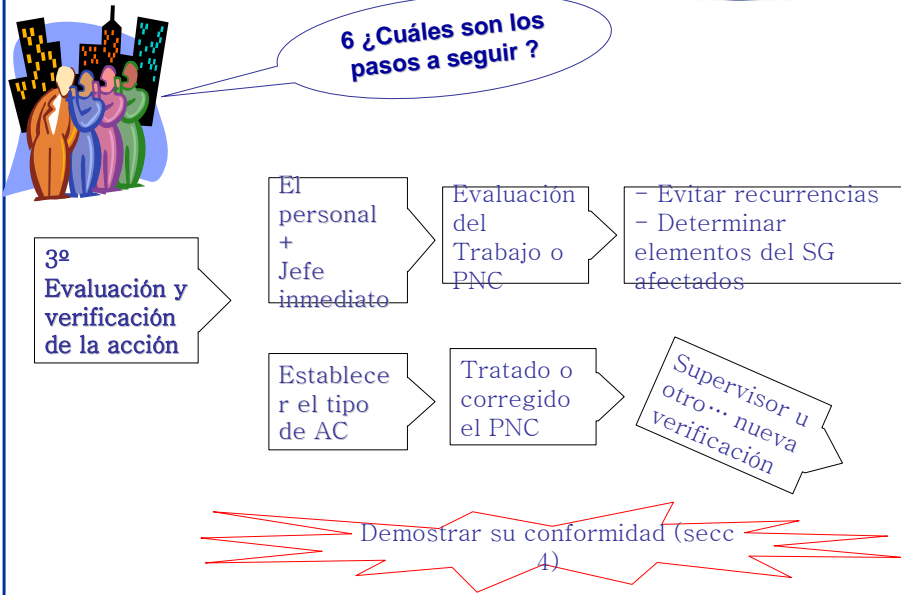 6 ¿Cuáles son los
pasos a seguir ?
3º
Evaluación y
verificación
de la acción
El
personal
+
Jefe
inmediato
Evaluación
del
Trabajo o
PNC
- Evitar recurrencias
- Determinar
elementos del SG
afectados
Establece
r el tipo
de AC
Tratado o
corregido
el PNC
Supervisor u
otro… nueva
verificación
Demostrar su conformidad (secc
4)